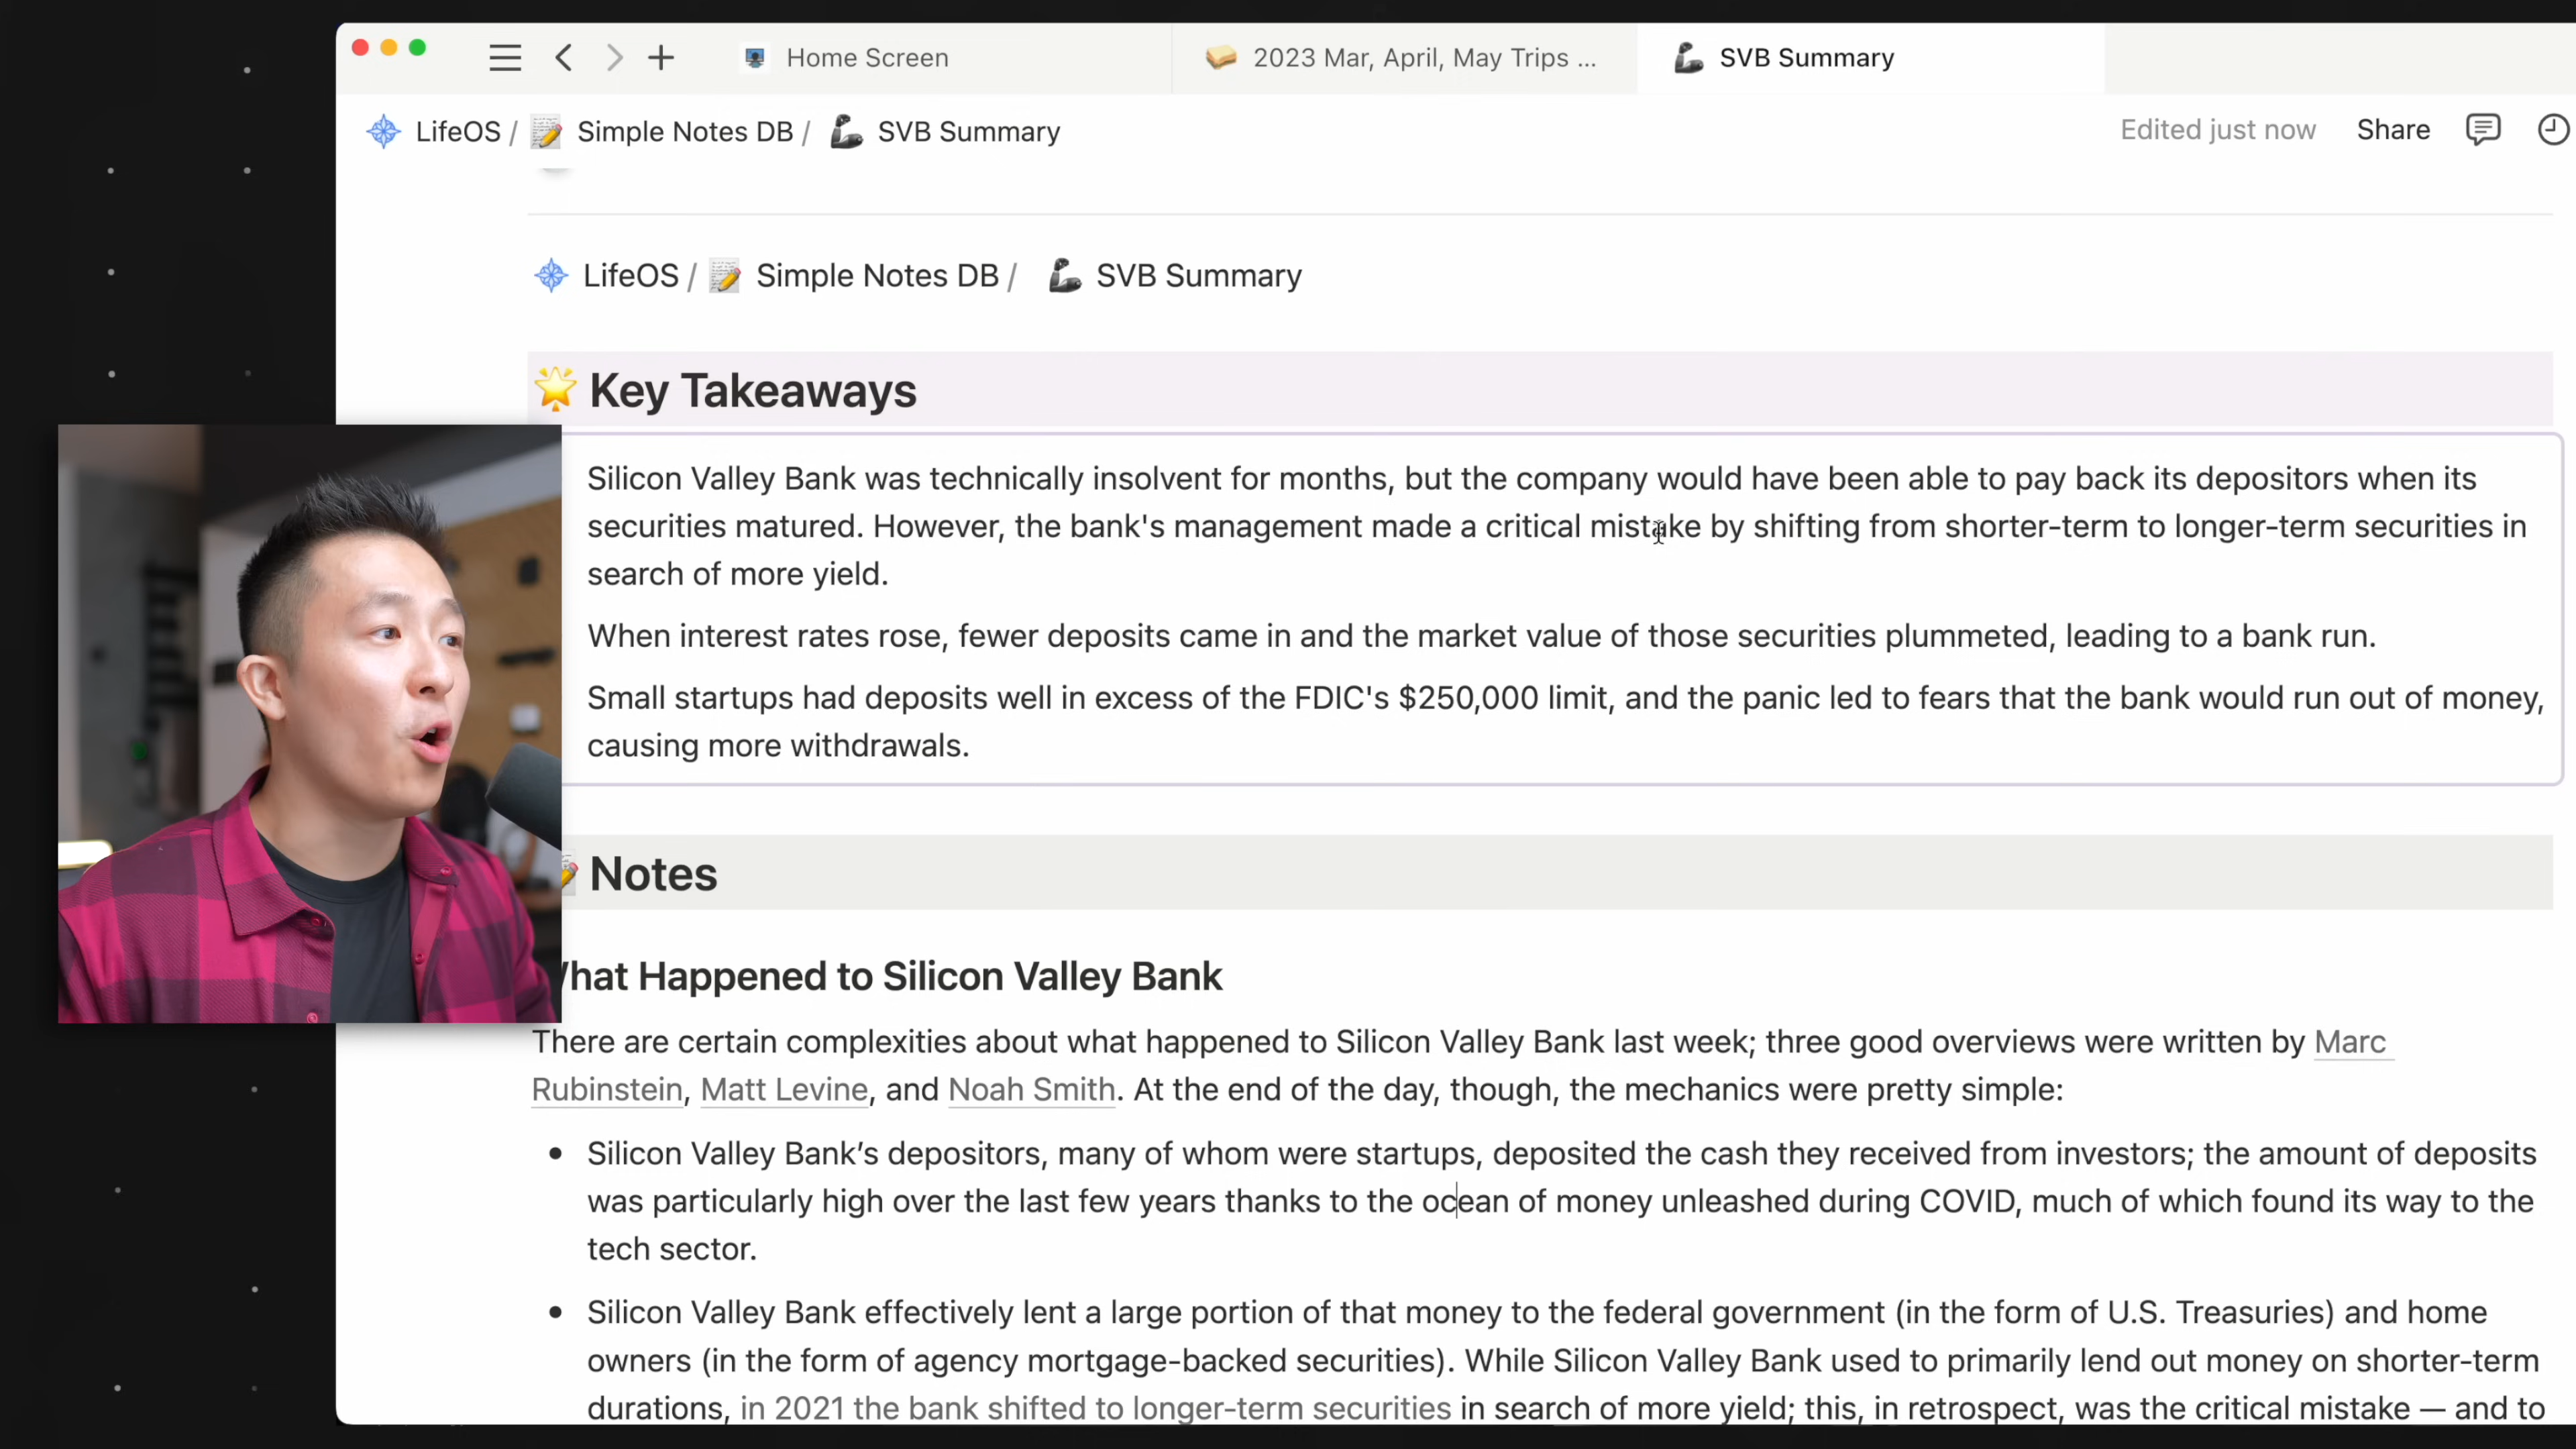 Home Screen
2023 Mar, April, May Trips ...
SVB Summary
LifeOS / Simple Notes DB / SVB Summary
Edited just now
Share
LifeOS / Simple Notes DB / SVB Summary
Key Takeaways
Silicon Valley Bank was technically insolvent for months, but the company would have been able to pay back its depositors when its
securities matured. However, the bank's management made a critical mistake by shifting from shorter-term to longer-term securities in
search of more yield.
When interest rates rose, fewer deposits came in and the market value of those securities plummeted, leading to a bank run.
Small startups had deposits well in excess of the FDIC's $250,000 limit, and the panic led to fears that the bank would run out of money,
causing more withdrawals.
Notes
hat Happened to Silicon Valley Bank
There are certain complexities about what happened to Silicon Valley Bank last week; three good overviews were written by Marc
Rubinstein, Matt Levine, and Noah Smith. At the end of the day, though, the mechanics were pretty simple:
• Silicon Valley Bank’s depositors, many of whom were startups, deposited the cash they received from investors; the amount of deposits
was particularly high over the last few years thanks to the ocean of money unleashed during COVID, much of which found its way to the
tech sector.
• Silicon Valley Bank effectively lent a large portion of that money to the federal government (in the form of U.S. Treasuries) and home
owners (in the form of agency mortgage-backed securities). While Silicon Valley Bank used to primarily lend out money on shorter-term
durations, in 2021 the bank shifted to longer-term securities in search of more yield; this, in retrospect, was the critical mistake — and to